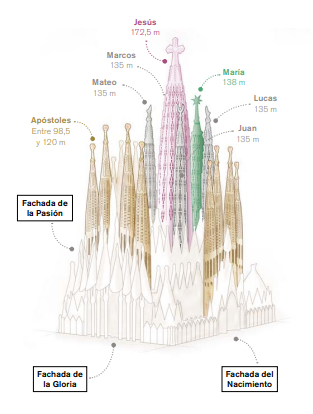 Jesús
172,5 m
Marcos
135 m
María
138 m
Mateo
135 m
Lucas
135 m
Apóstoles
Entre 98,5
y 120 m
Juan
135 m
Fachada de
la Pasión
Fachada de
la Gloria
Fachada del
Nacimiento